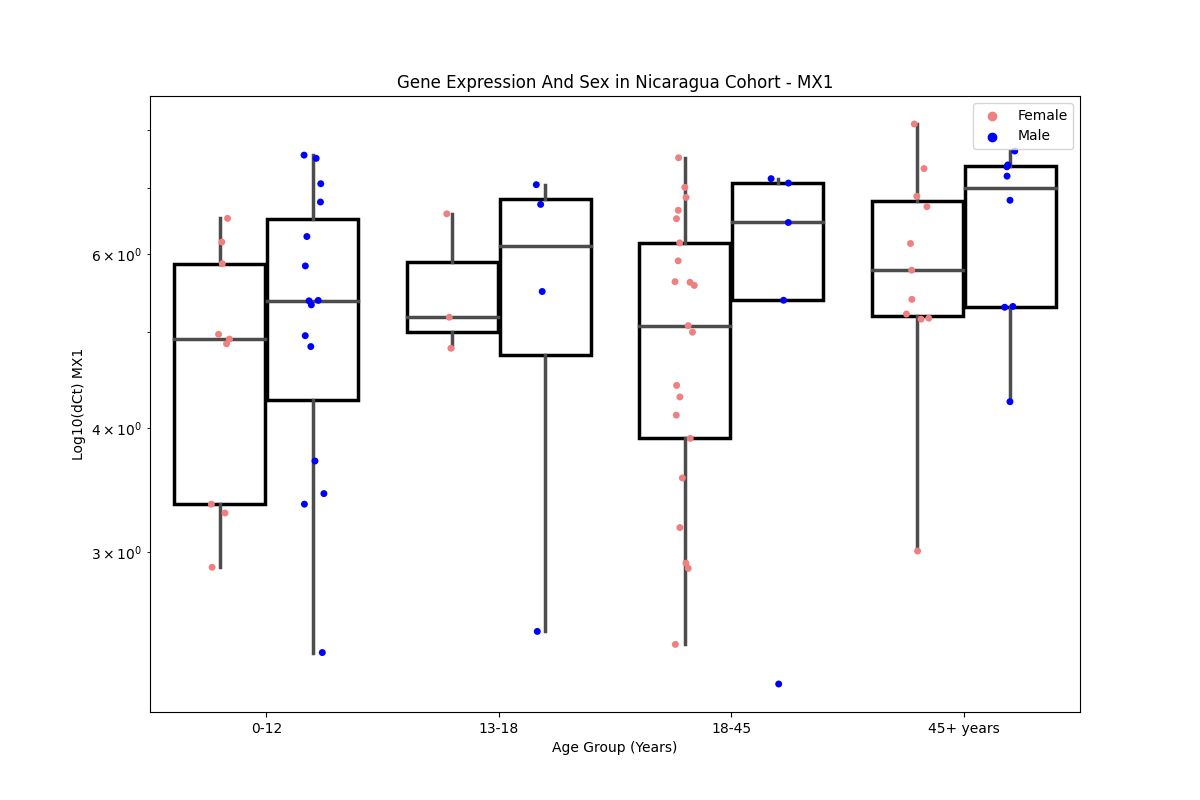 Gene Expression And Sex in Nicaragua Cohort - MX1
Female
Male
Log10(dCt) MX1
6 × 10⁰
4 × 10⁰
3 × 10⁰
0-12
13-18
18-45
45+ years
Age Group (Years)